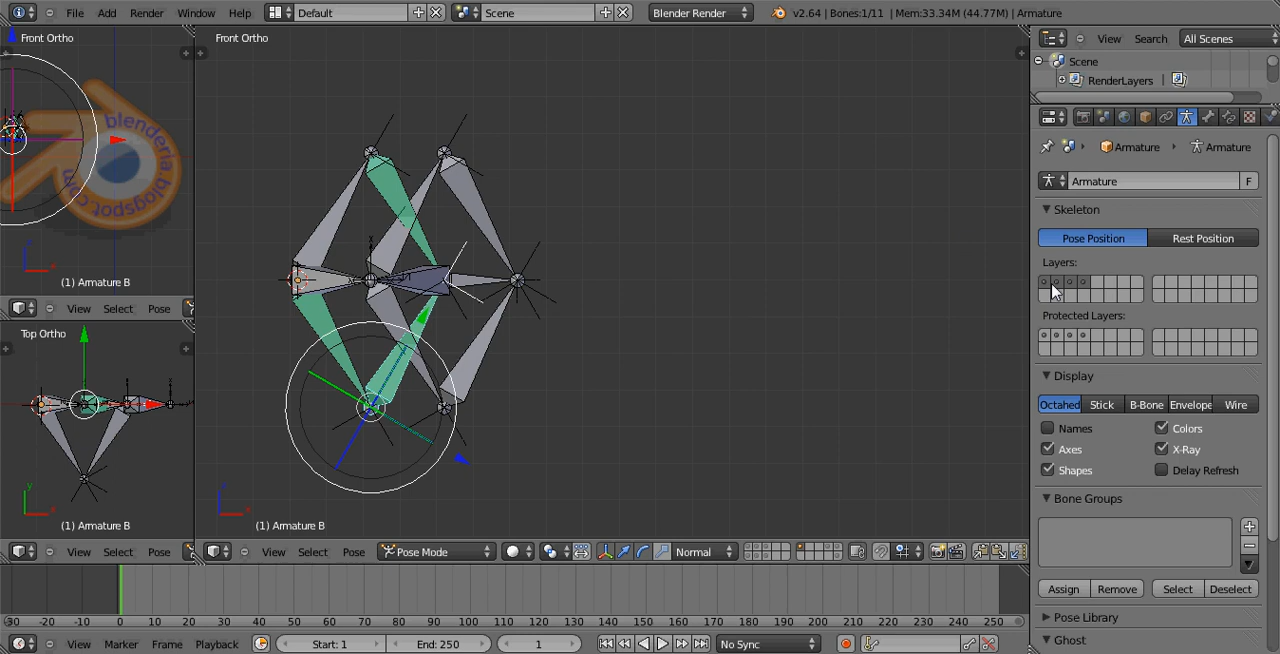 File Add Render Window Help Default Scene Blender Render v2.64 | Bones:1/11 | Mem:33.34M (44.77M) | Armature
Front Ortho
(1) Armature B
View Select Pose
Top Ortho
(1) Armature B
View Select Pose
blenderia.blogspot.com
Front Ortho
(1) Armature B
View Select Pose Pose Mode Normal
View Search All Scenes
Scene
RenderLayers
Armature Armature
Armature F
Skeleton
Pose Position Rest Position
Layers:
Protected Layers:
Display
Octahed Stick B-Bone Envelope Wire
Names Colors
Axes X-Ray
Shapes Delay Refresh
Bone Groups
Assign Remove Select Deselect
Pose Library
Ghost
-30 -20 -10 0 10 20 30 40 50 60 70 80 90 100 110 120 130 140 150 160 170 180 190 200 210 220 230 240 250
View Marker Frame Playback Start: 1 End: 250 1 No Sync